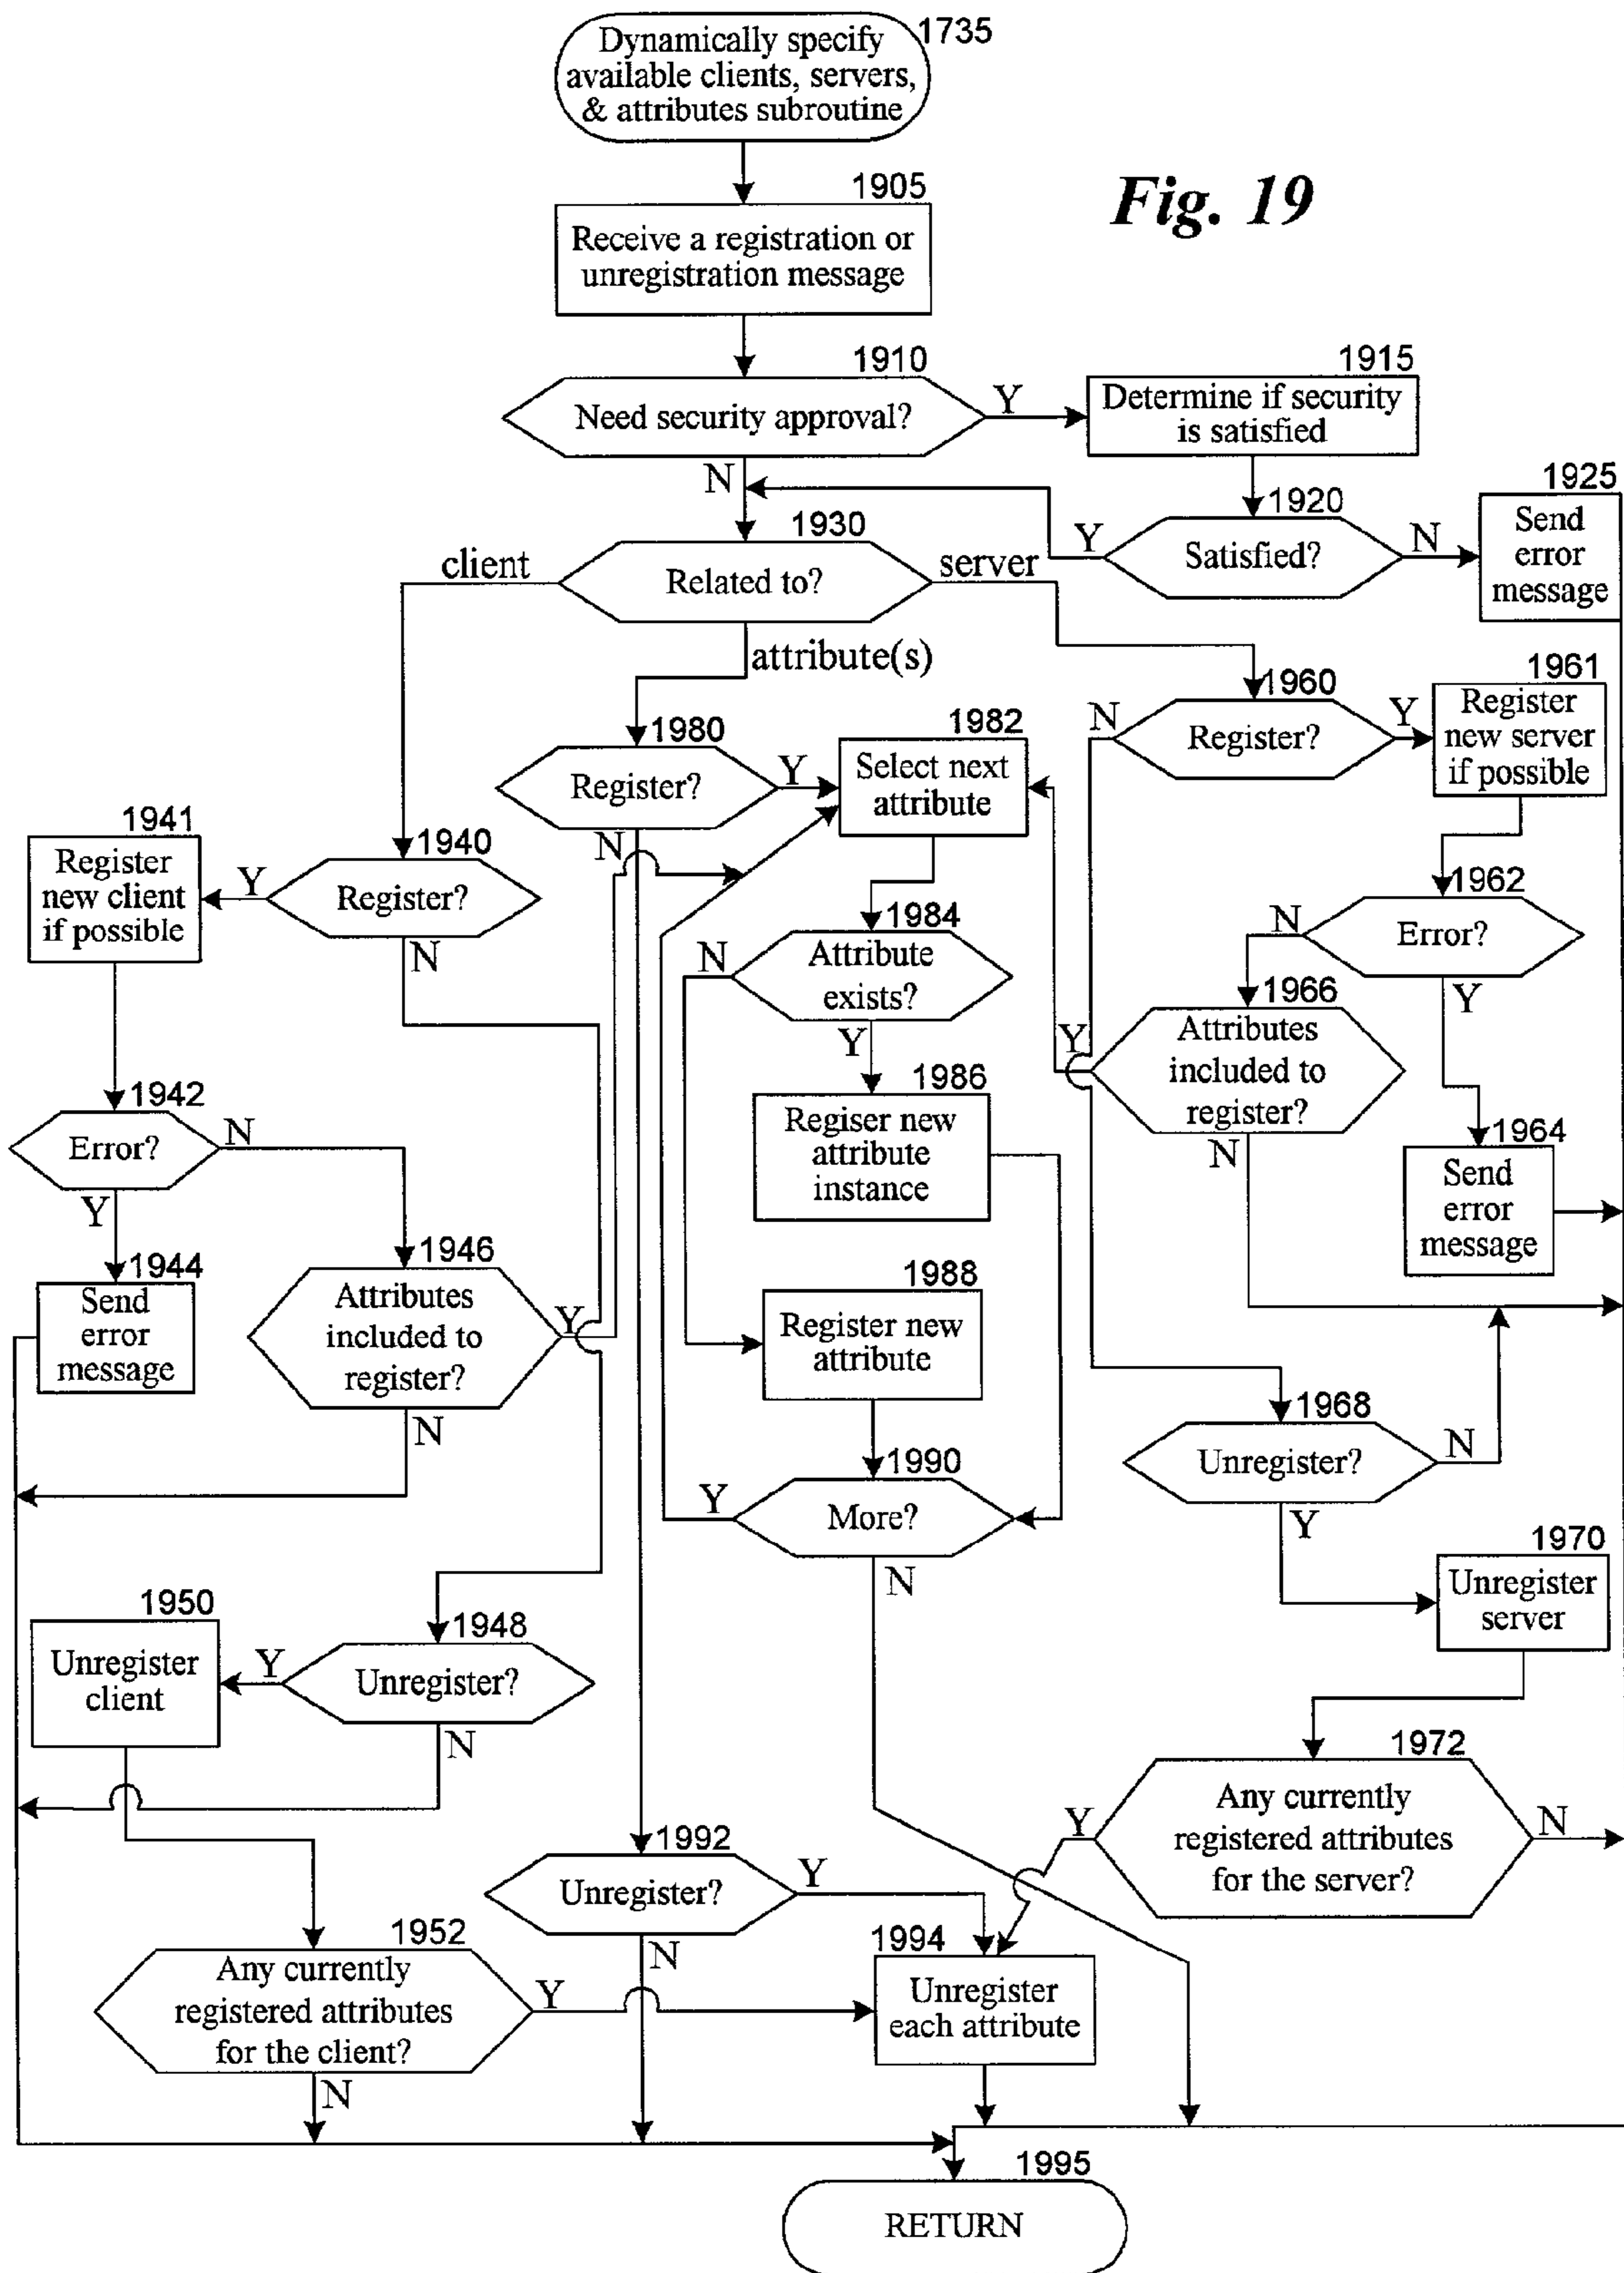 1735
Dynamically specify
available clients, servers,
& attributes subroutine
Fig. 19
1905
Receive a registration or
unregistration message
1910
Need security approval?
Y
N
1915
Determine if security
is satisfied
1920
Satisfied?
Y
N
1925
Send
error
message
1930
Related to?
client
server
attribute(s)
1960
Register?
N
Y
1961
Register
new server
if possible
1980
Register?
Y
N
1982
Select next
attribute
1941
Register
new client
if possible
1940
Register?
Y
N
1962
Error?
N
Y
1984
Attribute
exists?
N
Y
1966
Attributes
included to
register?
Y
N
1986
Regiser new
attribute
instance
1942
Error?
N
Y
1964
Send
error
message
1944
Send
error
message
1946
Attributes
included to
register?
Y
N
1988
Register new
attribute
1968
Unregister?
N
Y
1990
More?
Y
N
1970
Unregister
server
1950
Unregister
client
1948
Unregister?
Y
N
1972
Any currently
registered attributes
for the server?
Y
N
1992
Unregister?
Y
N
1952
Any currently
registered attributes
for the client?
Y
N
1994
Unregister
each attribute
1995
RETURN